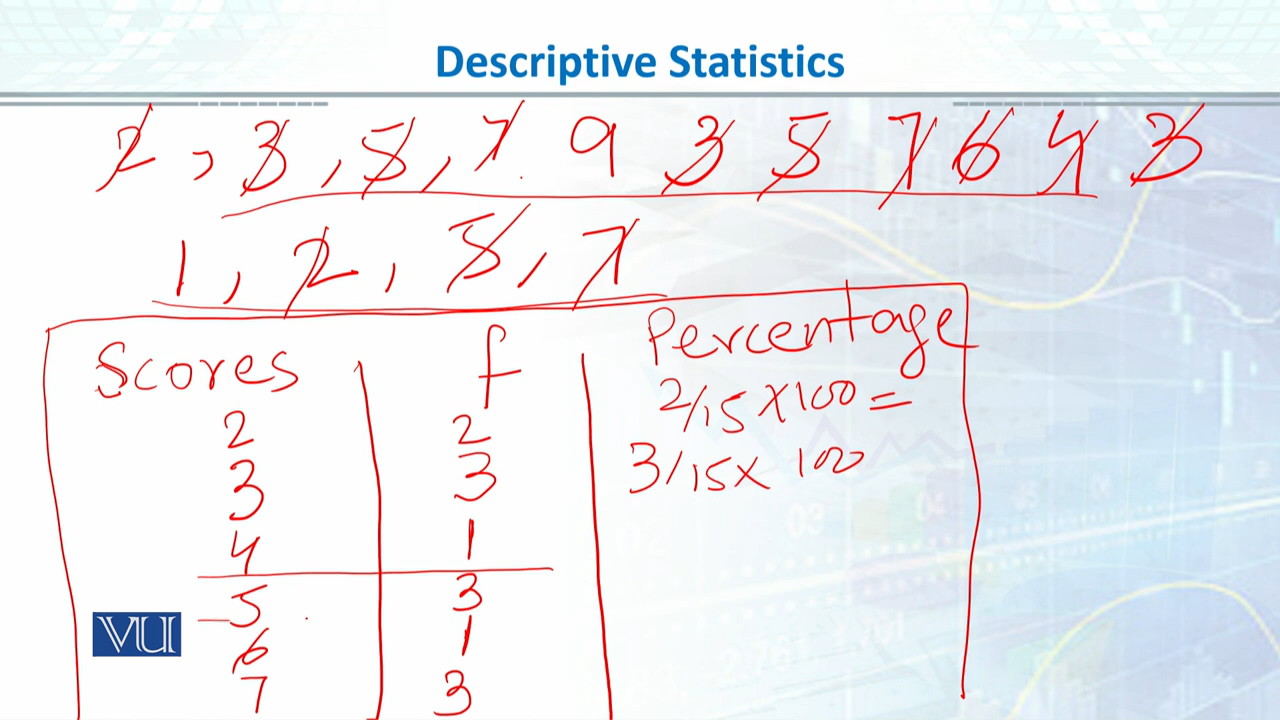 Descriptive Statistics
2, 3, 5, 7 9 3 5 7 6 4 3
1, 2, 5, 7
Scores f Percentage
2 2 2/15 X 100 =
3 3 3/15 X 100
4 1
5 3
6 1
7 3
VU